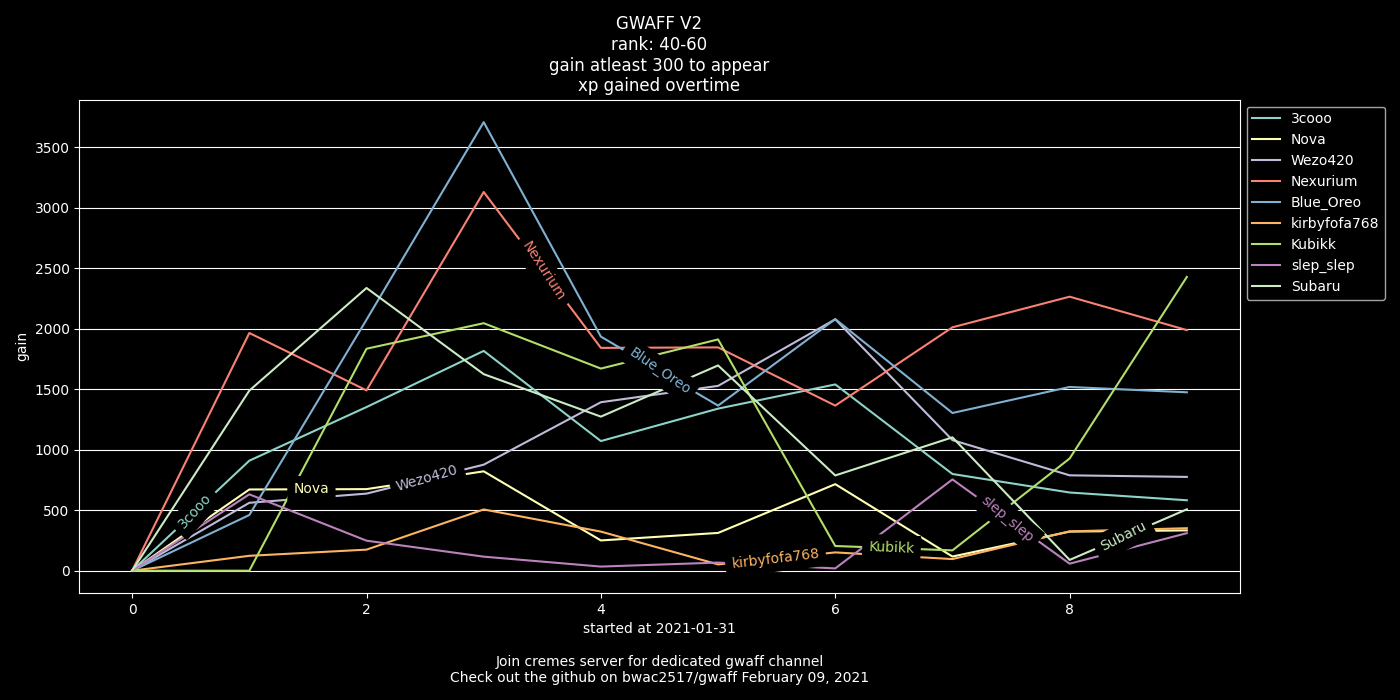 GWAFF V2
rank: 40-60
gain atleast 300 to appear
xp gained overtime
gain
3500
3000
2500
2000
1500
1000
500
0
0 2 4 6 8
started at 2021-01-31
3cooo
Nova
Wezo420
Nexurium
Blue_Oreo
kirbyfofa768
Kubikk
slep_slep
Subaru
3cooo
Nova
Wezo420
Nexurium
Blue_Oreo
kirbyfofa768
Kubikk
slep_slep
Subaru
Join cremes server for dedicated gwaff channel
Check out the github on bwac2517/gwaff February 09, 2021